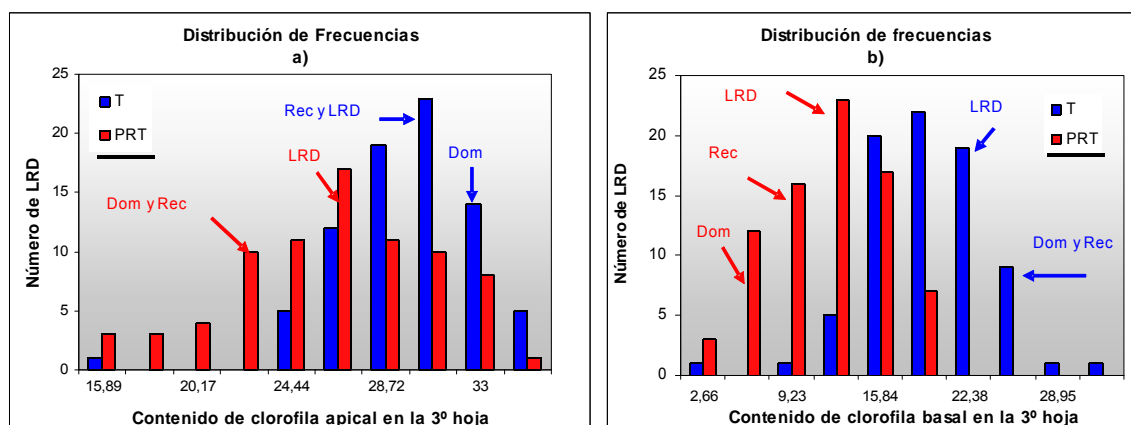 Distribución de Frecuencias
a)
Número de LRD
25
20
15
10
5
0
T
PRT
Rec y LRD
LRD
Dom
Dom y Rec
15,89
20,17
24,44
28,72
33
Contenido de clorofila apical en la 3º hoja
Distribución de frecuencias
b)
Número de LRD
25
20
15
10
5
0
T
PRT
LRD
LRD
Rec
Dom
Dom y Rec
2,66
9,23
15,84
22,38
28,95
Contenido de clorofila basal en la 3º hoja